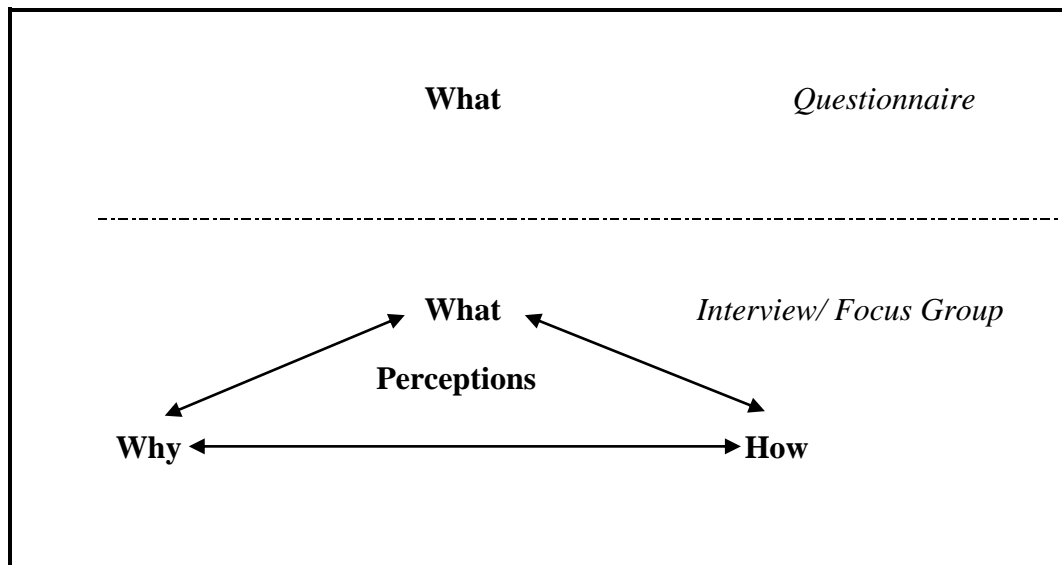 What Questionnaire
What Interview/ Focus Group
Perceptions
Why How